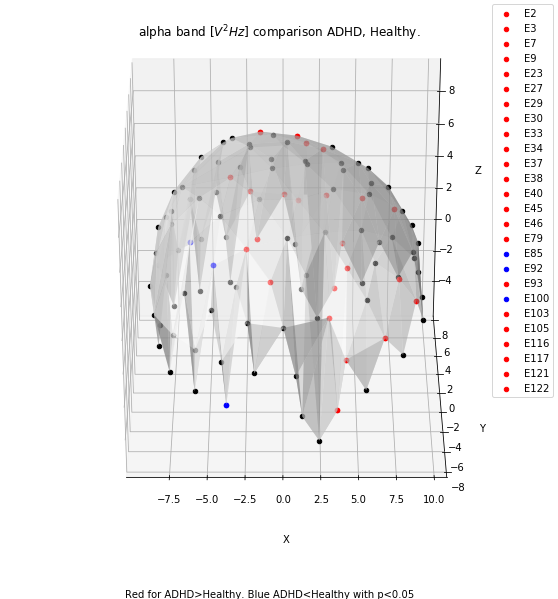 alpha band [V²Hz] comparison ADHD, Healthy.
E2
E3
E7
E9
E23
E27
E29
E30
E33
E34
E37
E38
E40
E45
E46
E79
E85
E92
E93
E100
E103
E105
E116
E117
E121
E122
8
6
4
2
0
−2
−4
Z
8
6
4
2
0
−2
−4
−6
−8
Y
−7.5 −5.0 −2.5 0.0 2.5 5.0 7.5 10.0
X
Red for ADHD>Healthy. Blue ADHD<Healthy with p<0.05